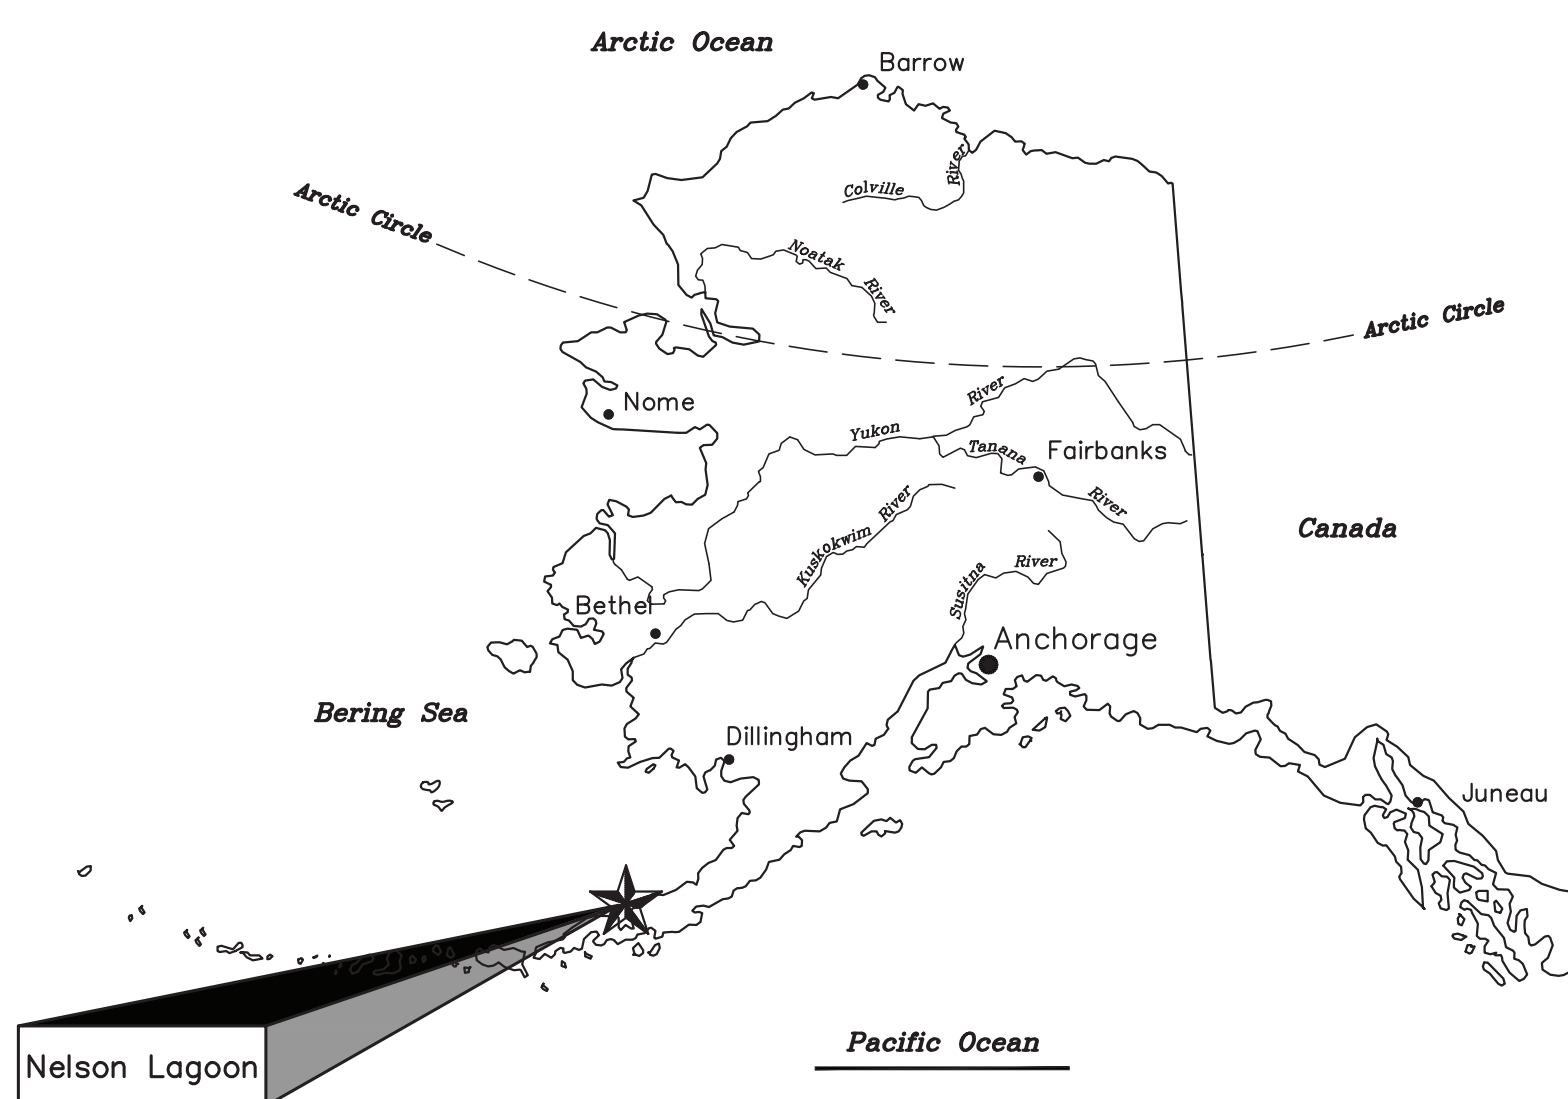 Arctic Ocean
Barrow
River
Colville
Arctic Circle
Noatak
River
Arctic Circle
River
Nome
Yukon
Tanana
Fairbanks
River
River
Kuskokwim
Canada
River
Susitna
Bethel
Anchorage
Bering Sea
Dillingham
Juneau
Pacific Ocean
Nelson Lagoon